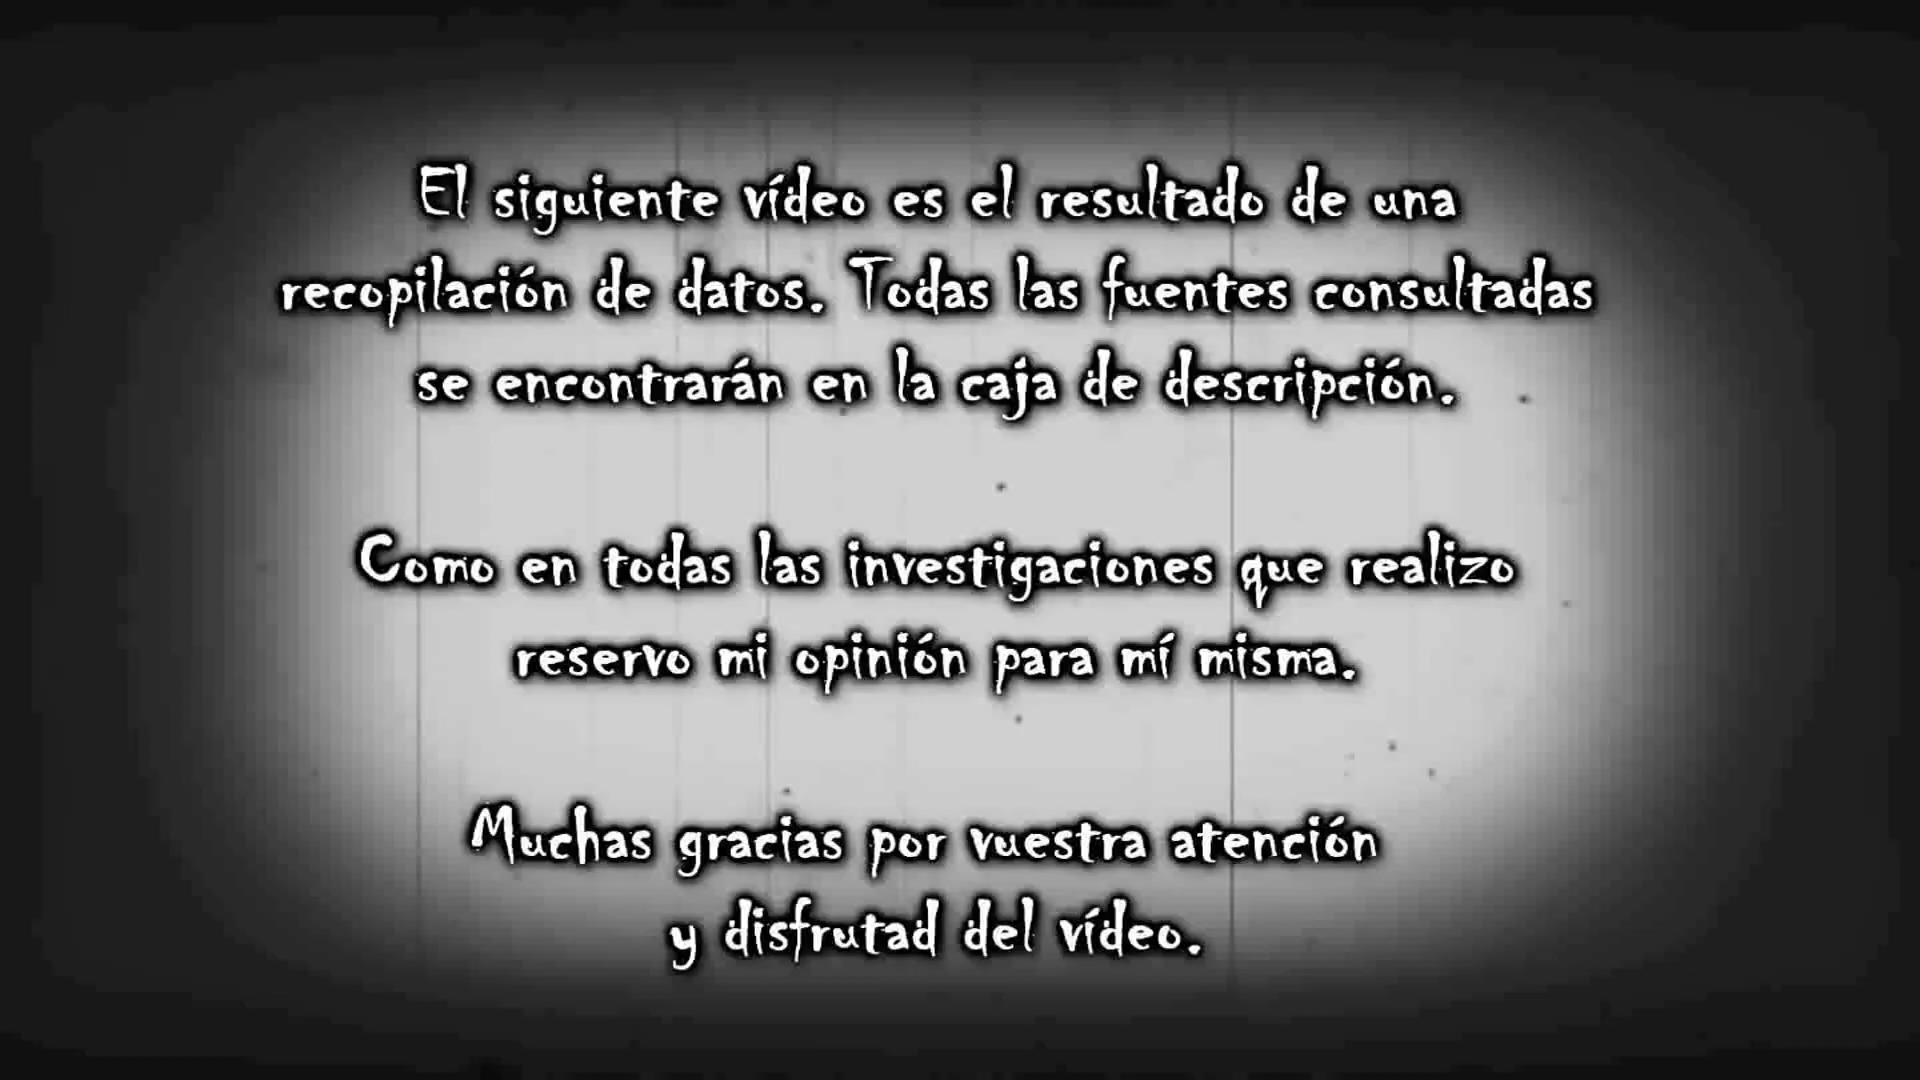 El siguiente vídeo es el resultado de una
recopilación de datos. Todas las fuentes consultadas
se encontrarán en la caja de descripción.
Como en todas las investigaciones que realizo
reservo mi opinión para mí misma.
Muchas gracias por vuestra atención
y disfrutad del vídeo.